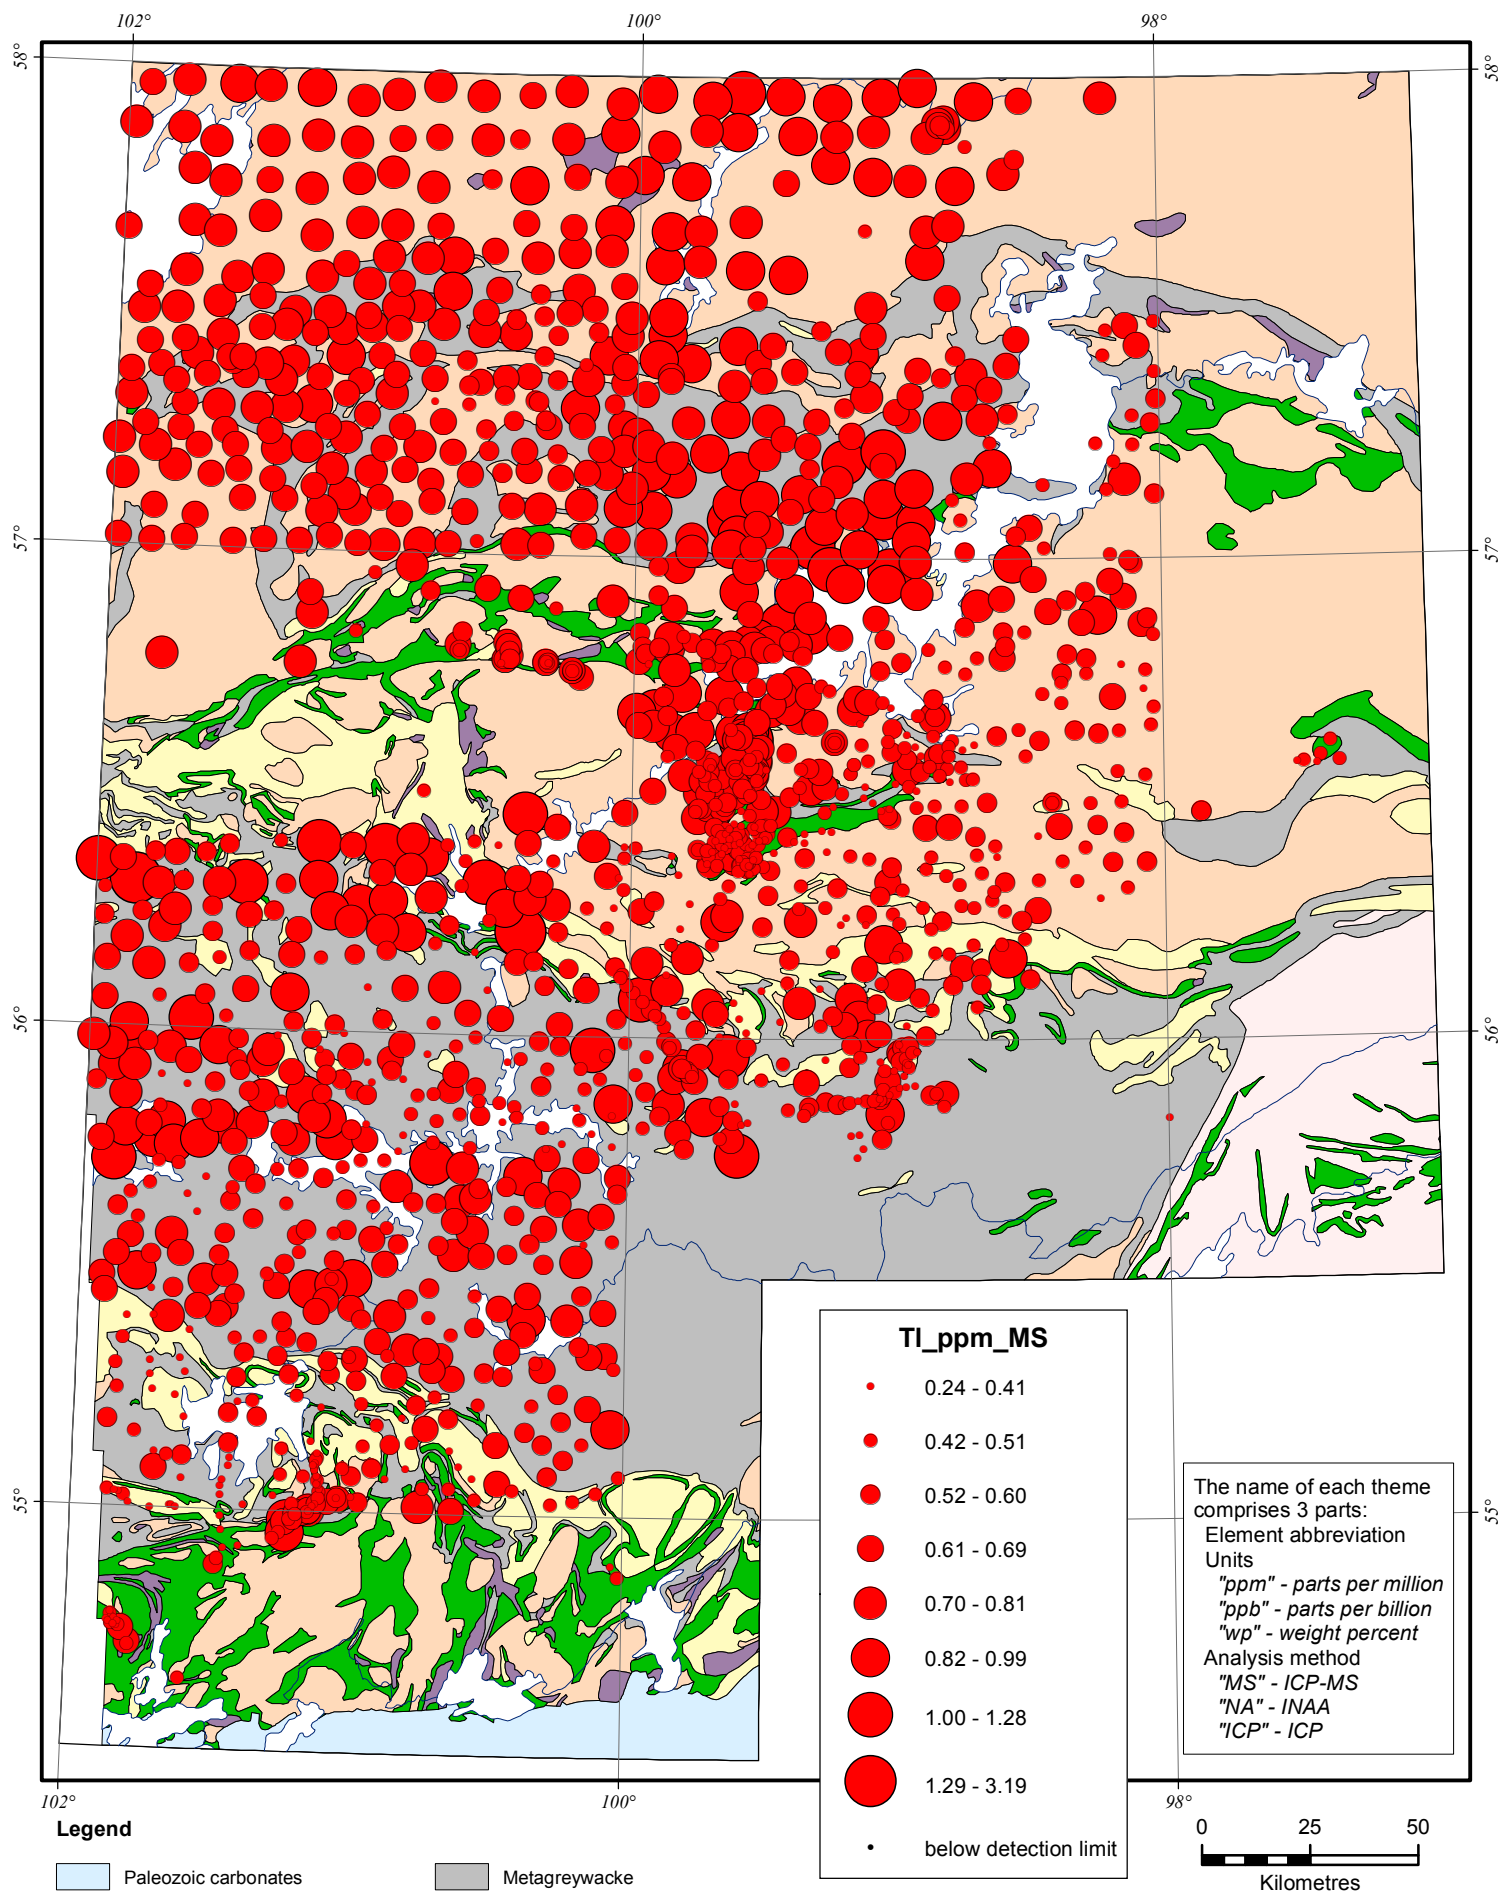 102°
100°
98°
58°
58°
57°
57°
56°
56°
55°
55°
Tl_ppm_MS
0.24 - 0.41
0.42 - 0.51
0.52 - 0.60
0.61 - 0.69
0.70 - 0.81
0.82 - 0.99
1.00 - 1.28
1.29 - 3.19
below detection limit
The name of each theme
comprises 3 parts:
Element abbreviation
Units
"ppm" - parts per million
"ppb" - parts per billion
"wp" - weight percent
Analysis method
"MS" - ICP-MS
"NA" - INAA
"ICP" - ICP
102°
100°
98°
Legend
Paleozoic carbonates
Metagreywacke
0 25 50
Kilometres